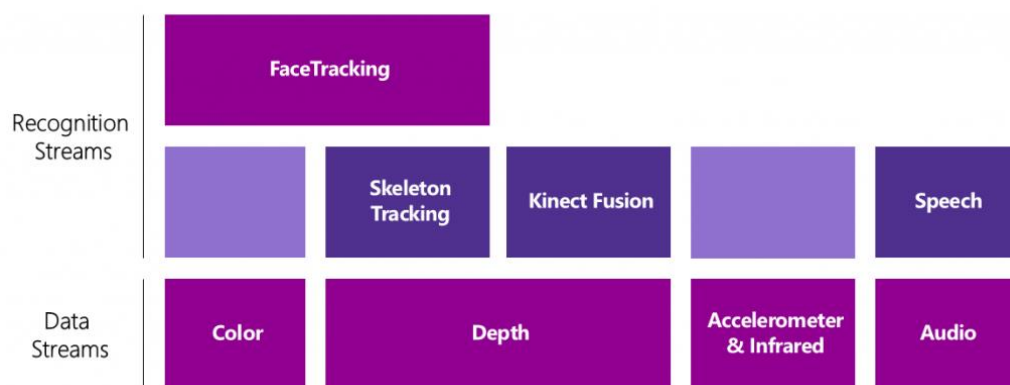 FaceTracking
Recognition
Streams
Skeleton
Tracking
Kinect Fusion
Speech
Data
Streams
Color
Depth
Accelerometer
& Infrared
Audio